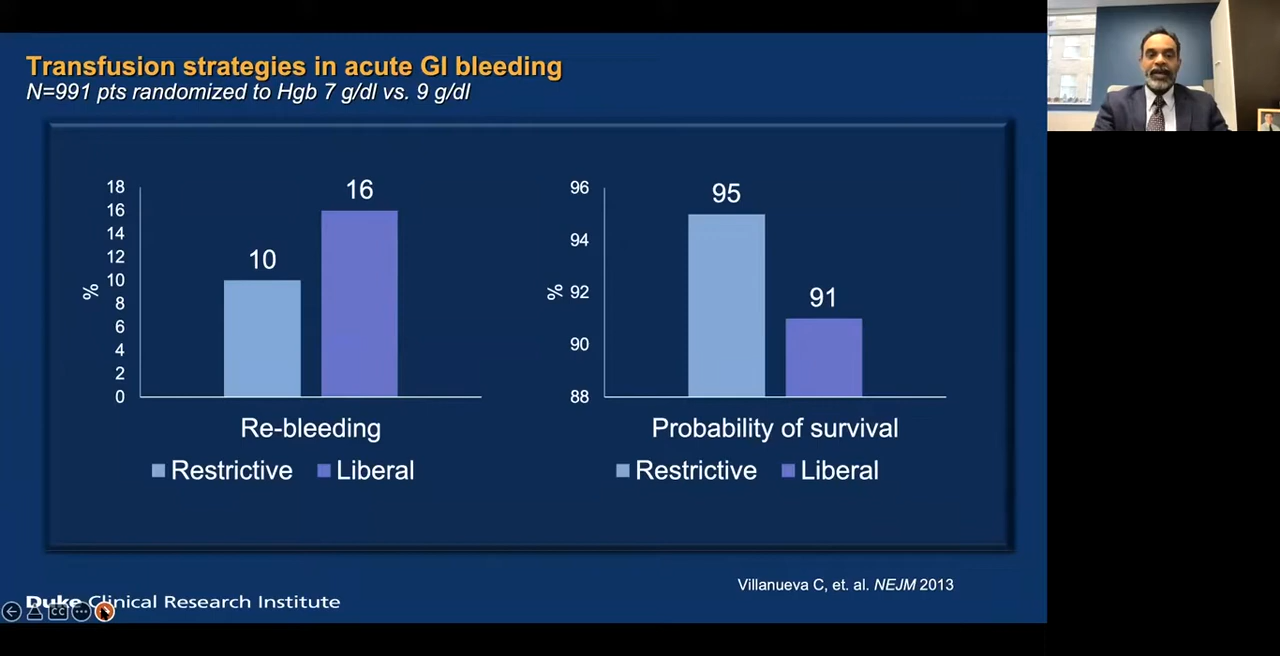 Transfusion strategies in acute GI bleeding
N=991 pts randomized to Hgb 7 g/dl vs. 9 g/dl
18
16
14
12
10
8
6
4
2
0
%
10
16
Re-bleeding
Restrictive Liberal
96
94
92
90
88
%
95
91
Probability of survival
Restrictive Liberal
Villanueva C, et. al. NEJM 2013
Duke Clinical Research Institute
CC